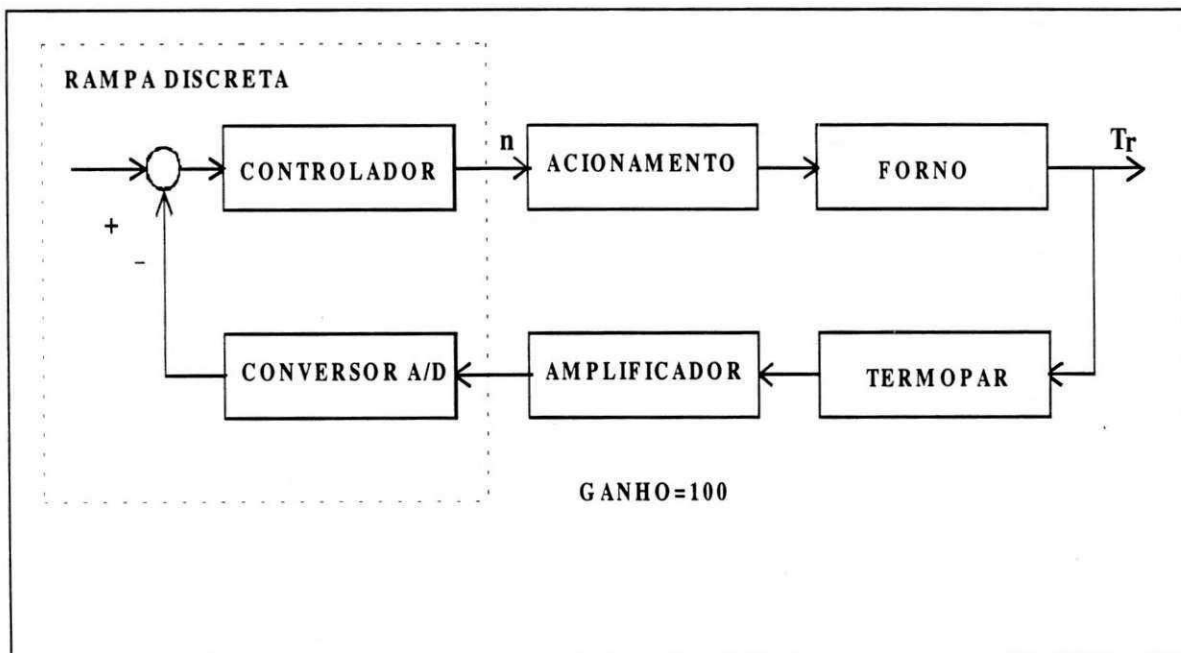 RAMPA DISCRETA
CONTROLADOR
n
ACIONAMENTO
FORNO
Tr
+
-
CONVERSOR A/D
AMPLIFICADOR
TERMOPAR
GANHO=100